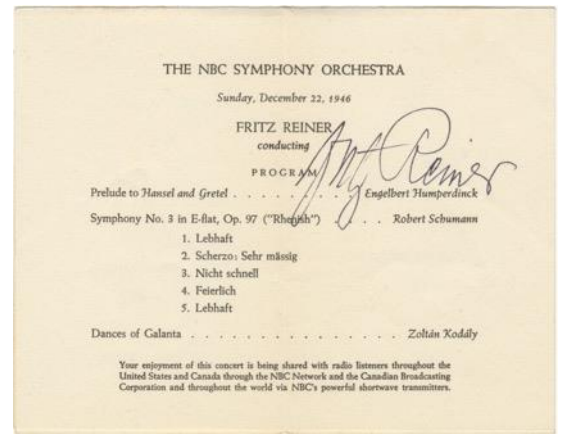 THE NBC SYMPHONY ORCHESTRA
Sunday, December 22, 1946
FRITZ REINER
conducting
Fritz Reiner
PROGRAM
Prelude to Hansel and Gretel . . . . . . . . . Engelbert Humperdinck
Symphony No. 3 in E-flat, Op. 97 ("Rhenish") . . . . . Robert Schumann
1. Lebhaft
2. Scherzo: Sehr mässig
3. Nicht schnell
4. Feierlich
5. Lebhaft
Dances of Galanta . . . . . . . . . . . . . . . . Zoltán Kodály
Your enjoyment of this concert is being shared with radio listeners throughout the
United States and Canada through the NBC Network and the Canadian Broadcasting
Corporation and throughout the world via NBC's powerful shortwave transmitters.